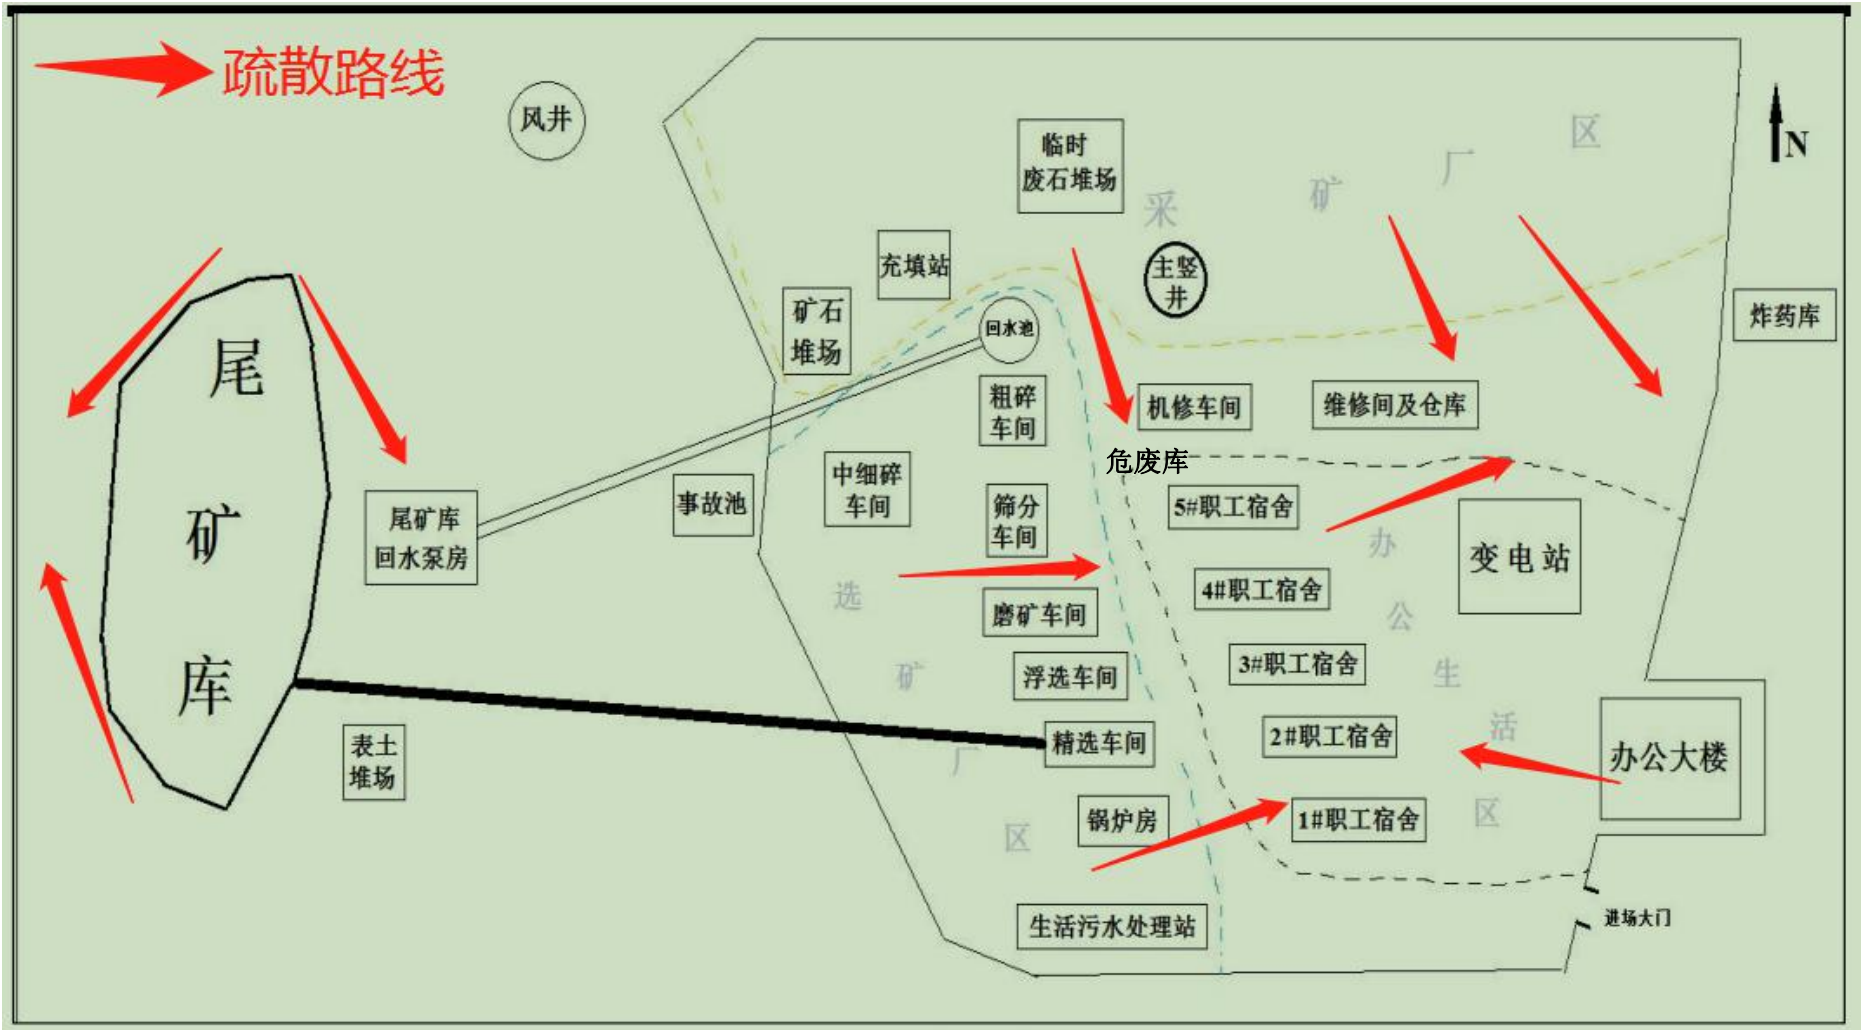 疏散路线
风井
临时
废石堆场
采矿厂区
N
充填站
主竖
井
矿石
堆场
回水池
炸药库
尾矿库
粗碎
车间
机修车间
维修间及仓库
危废库
中细碎
车间
事故池
筛分
车间
5#职工宿舍
尾矿库
回水泵房
变电站
4#职工宿舍
磨矿车间
3#职工宿舍
浮选车间
办公生活区
选矿厂区
2#职工宿舍
精选车间
办公大楼
表土
堆场
锅炉房
1#职工宿舍
生活污水处理站
进场大门